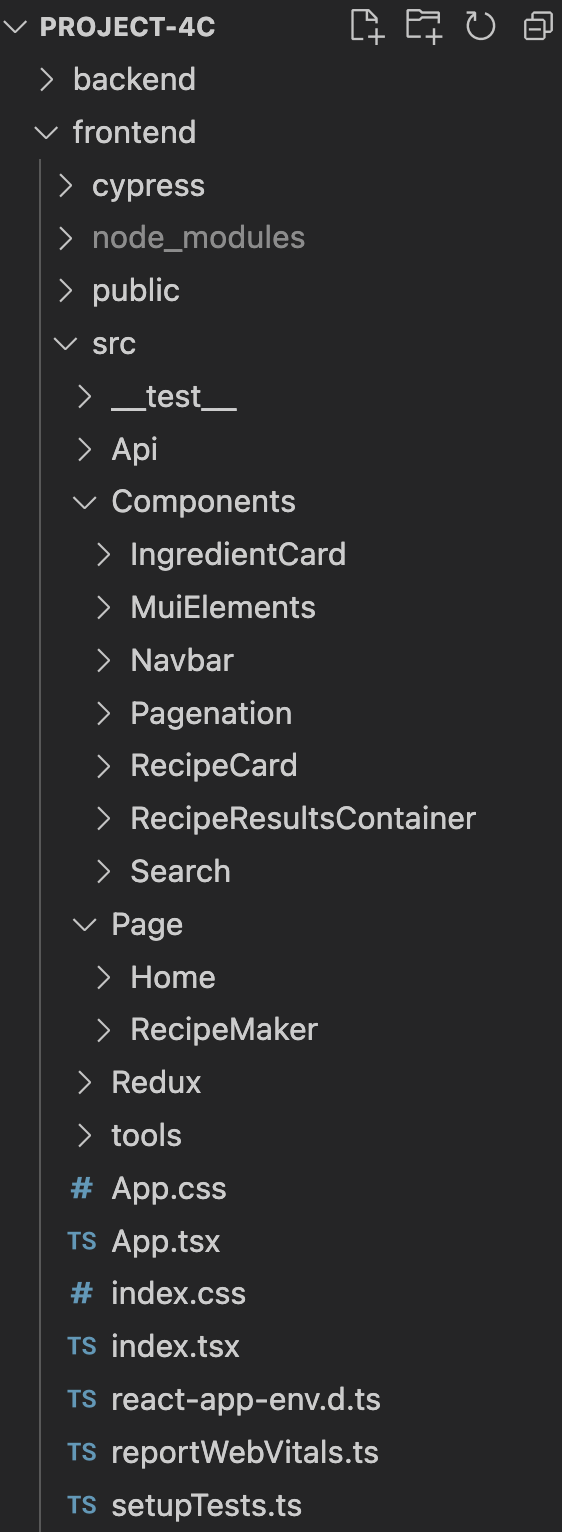 PROJECT-4C
backend
frontend
cypress
node_modules
public
src
__test__
Api
Components
IngredientCard
MuiElements
Navbar
Pagenation
RecipeCard
RecipeResultsContainer
Search
Page
Home
RecipeMaker
Redux
tools
# App.css
TS App.tsx
# index.css
TS index.tsx
TS react-app-env.d.ts
TS reportWebVitals.ts
TS setupTests.ts